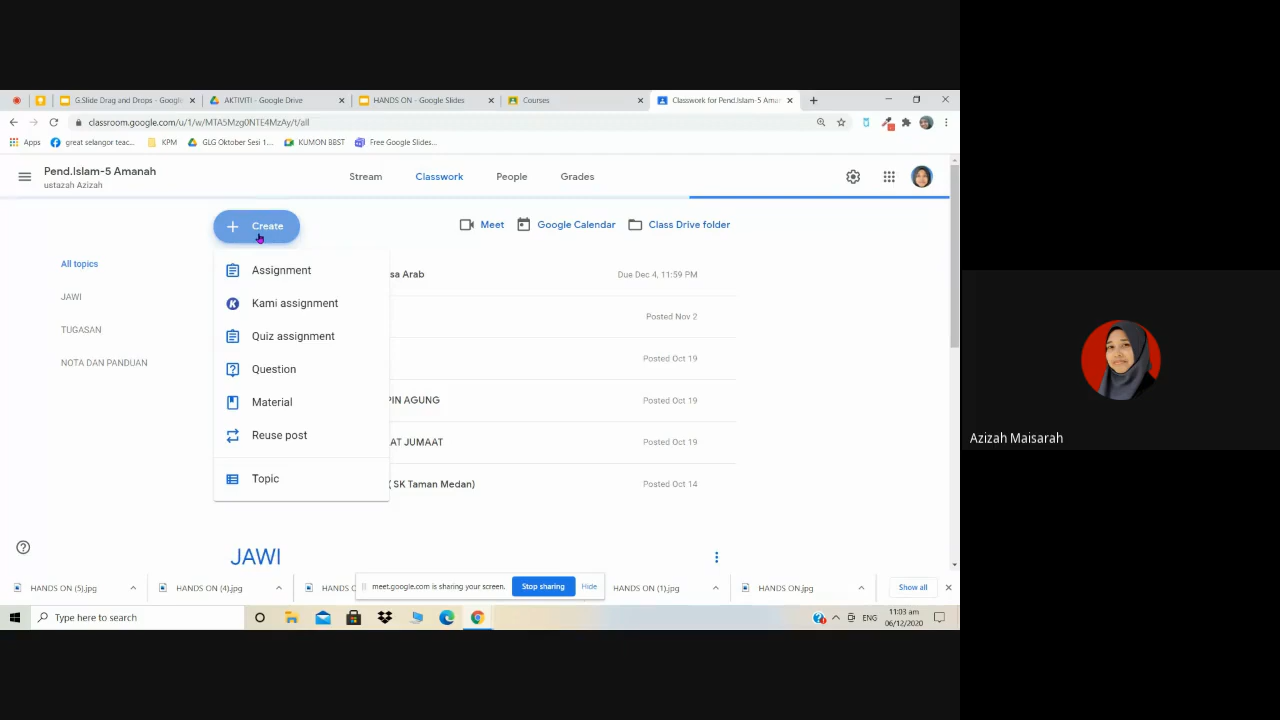 G.Slide Drag and Drops - Google
AKTIVITI - Google Drive
HANDS ON - Google Slides
Courses
Classwork for Pend.Islam-5 Ama
classroom.google.com/u/1/w/MTA5Mzg0NTE4MzAy/t/all
Apps
great selangor teac...
KPM
GLG Oktober Sesi 1...
KUMON BBST
Free Google Slides...
Pend.Islam-5 Amanah
ustazah Azizah
Stream
Classwork
People
Grades
Create
Meet
Google Calendar
Class Drive folder
All topics
JAWI
TUGASAN
NOTA DAN PANDUAN
Assignment
Kami assignment
Quiz assignment
Question
Material
Reuse post
Topic
sa Arab
Due Dec 4, 11:59 PM
Posted Nov 2
Posted Oct 19
PIN AGUNG
Posted Oct 19
AT JUMAAT
Posted Oct 19
( SK Taman Medan)
Posted Oct 14
JAWI
Azizah Maisarah
HANDS ON (5).jpg
HANDS ON (4).jpg
HANDS O
meet.google.com is sharing your screen.
Stop sharing
Hide
HANDS ON (1).jpg
HANDS ON.jpg
Show all
Type here to search
ENG
11:03 am
06/12/2020